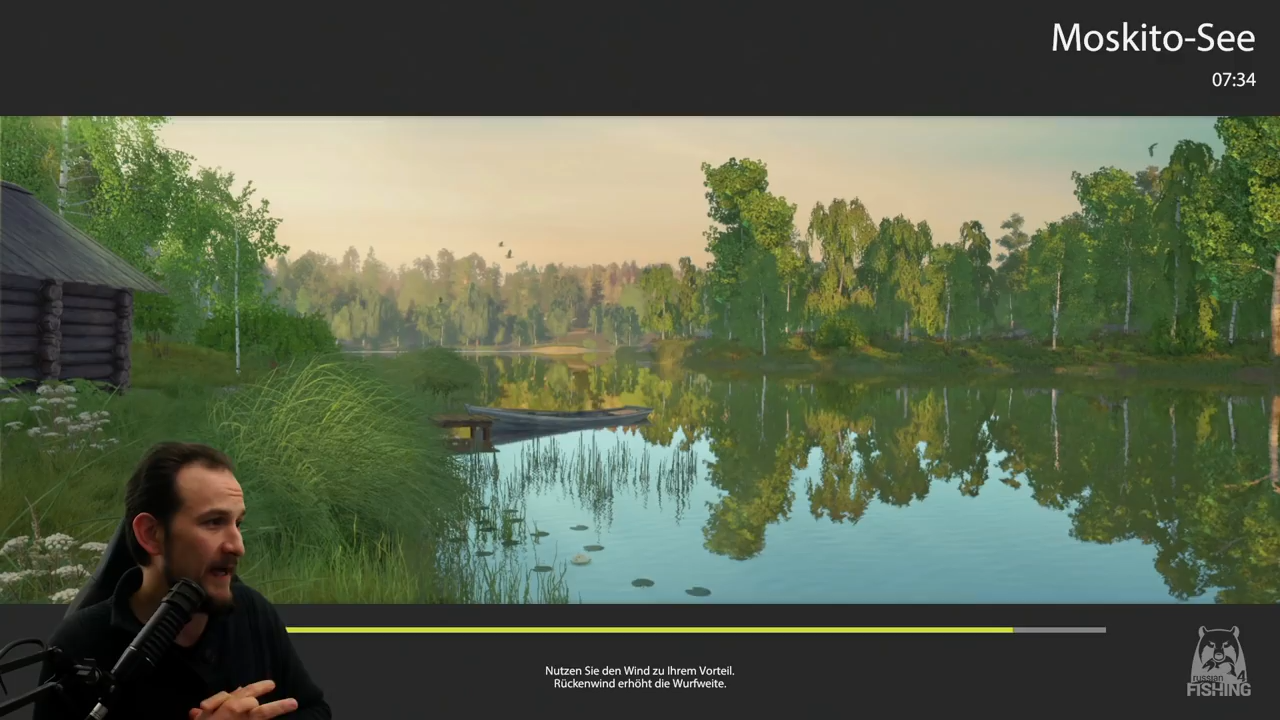 Moskito-See
07:34
Nutzen Sie den Wind zu Ihrem Vorteil.
Rückenwind erhöht die Wurfweite.
russian 4
FISHING